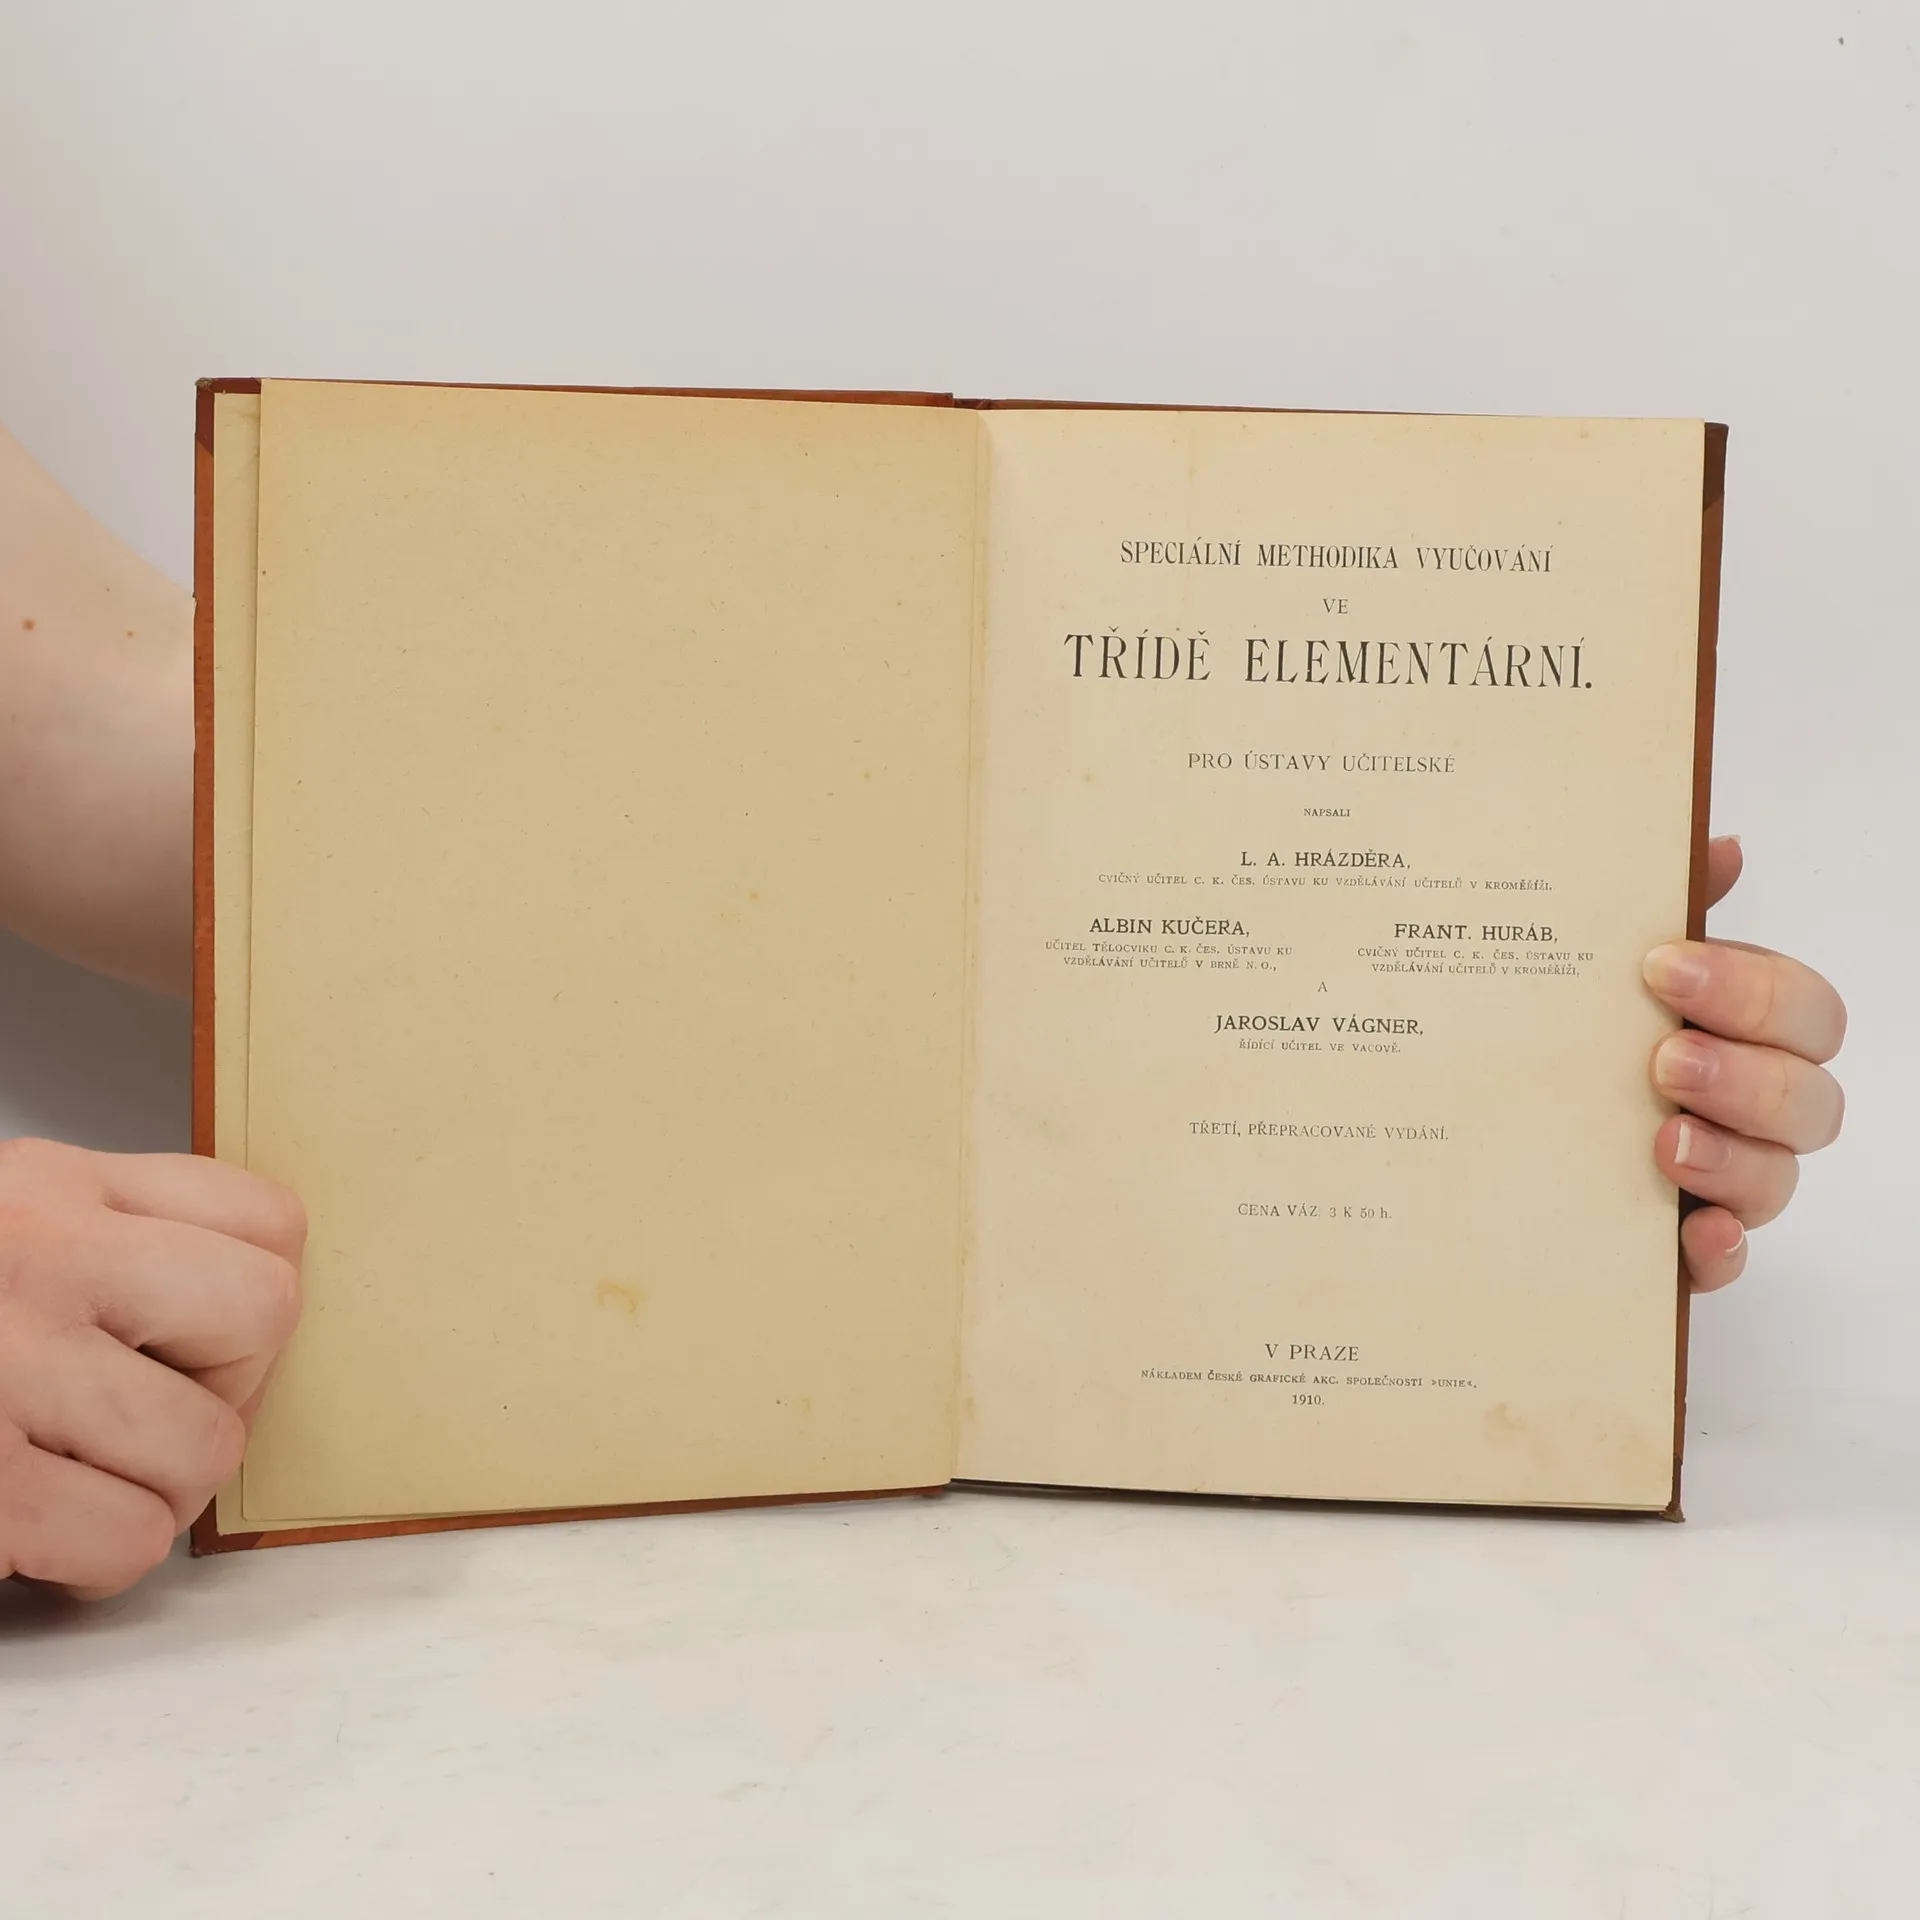 SPECIÁLNÍ METHODIKA VYUČOVÁNÍ
VE
TŘÍDĚ ELEMENTÁRNÍ.
PRO ÚSTAVY UČITELSKÉ
NAPSALI
L. A. HRÁZDĚRA,
CVIČNÝ UČITEL C. K. ČES. ÚSTAVU KU VZDĚLÁVÁNÍ UČITELŮ V KROMĚŘÍŽI,
ALBIN KUČERA,
UČITEL TĚLOCVIKU C. K. ČES. ÚSTAVU KU
VZDĚLÁVÁNÍ UČITELŮ V BRNĚ N. O.,
FRANT. HURÁB,
CVIČNÝ UČITEL C. K. ČES. ÚSTAVU KU
VZDĚLÁVÁNÍ UČITELŮ V KROMĚŘÍŽI,
A
JAROSLAV VÁGNER,
ŘÍDÍCÍ UČITEL VE VACOVĚ.
TŘETÍ, PŘEPRACOVANÉ VYDÁNÍ.
CENA VÁZ. 3 K 50 h.
V PRAZE
NÁKLADEM ČESKÉ GRAFICKÉ AKC. SPOLEČNOSTI »UNIE«.
1910.